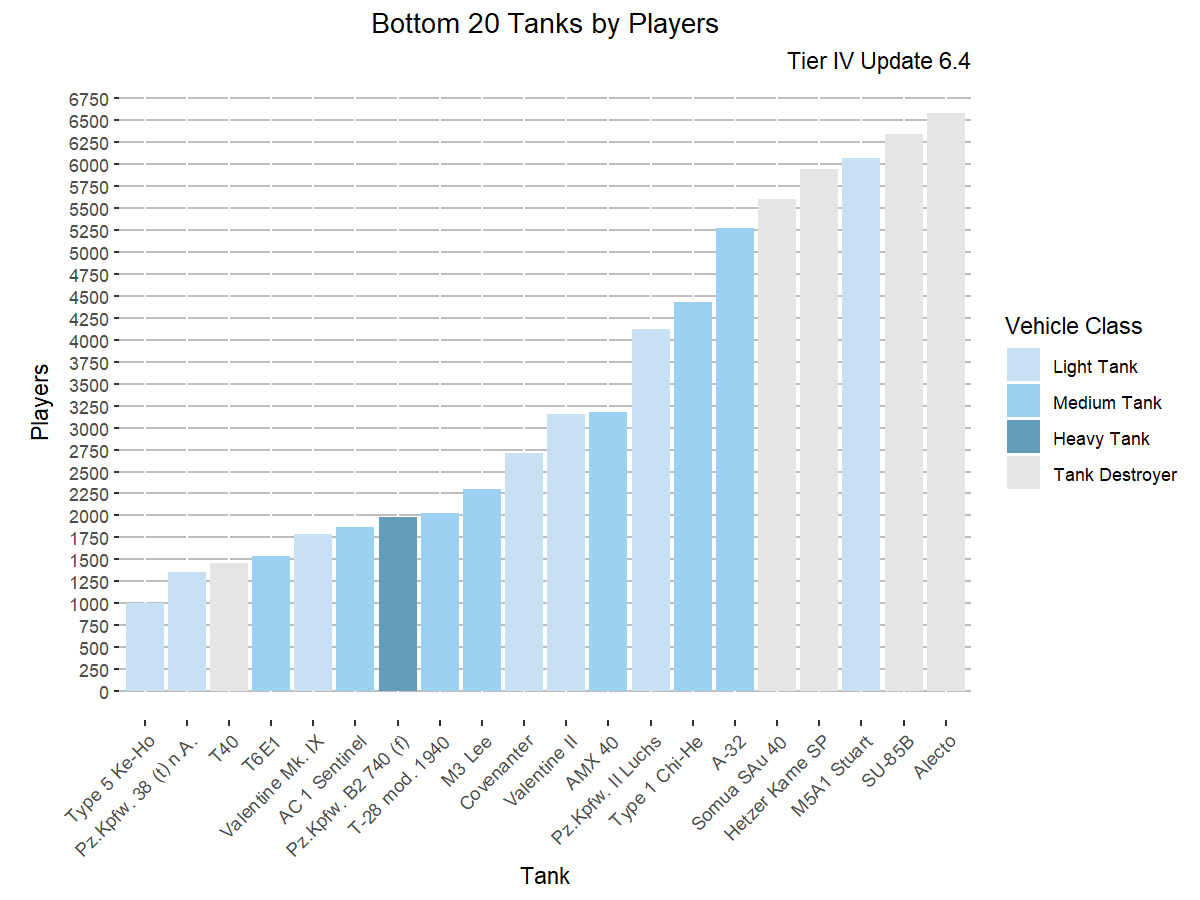 Bottom 20 Tanks by Players
Tier IV Update 6.4
Players
6750
6500
6250
6000
5750
5500
5250
5000
4750
4500
4250
4000
3750
3500
3250
3000
2750
2500
2250
2000
1750
1500
1250
1000
750
500
250
0
Type 5 Ke-Ho
Pz.Kpfw. 38 (t) n.A.
T40
T6E1
Valentine Mk. IX
AC 1 Sentinel
Pz.Kpfw. B2 740 (f)
T-28 mod. 1940
M3 Lee
Covenanter
Valentine II
AMX 40
Pz.Kpfw. II Luchs
Type 1 Chi-He
A-32
Somua SAu 40
Hetzer Kame SP
M5A1 Stuart
SU-85B
Alecto
Tank
Vehicle Class
Light Tank
Medium Tank
Heavy Tank
Tank Destroyer